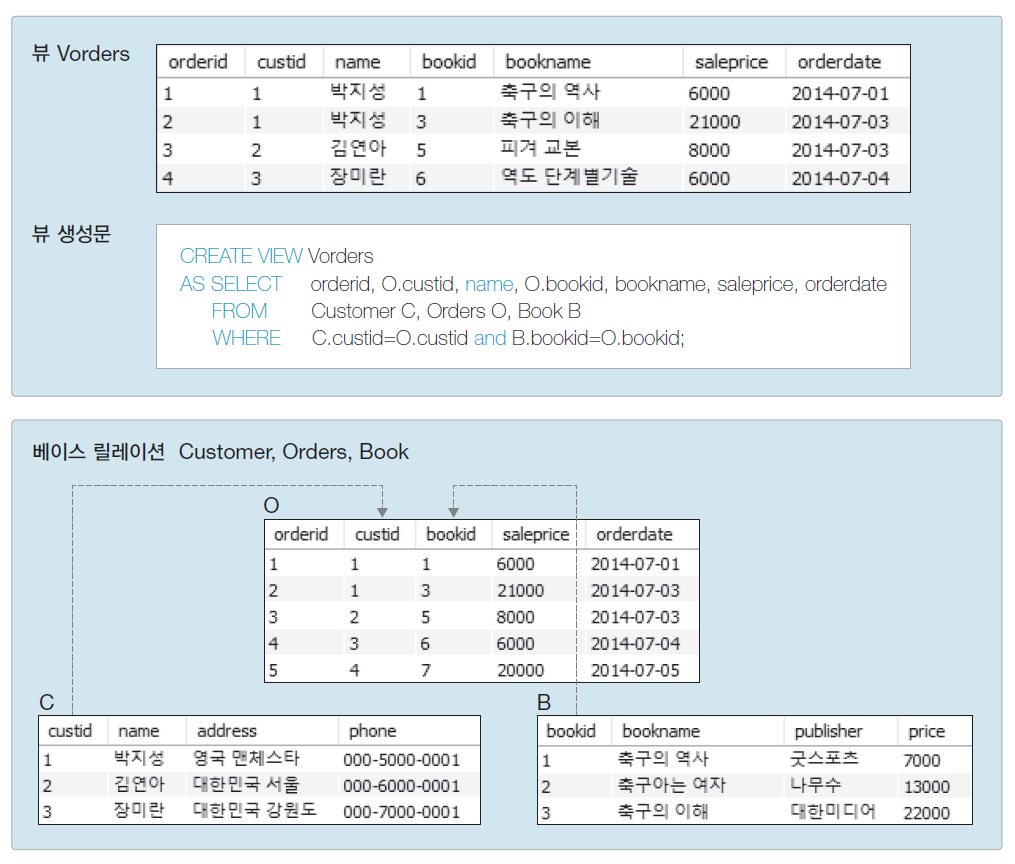 뷰 Vorders
orderid custid name bookid bookname saleprice orderdate
1 1 박지성 1 축구의 역사 6000 2014-07-01
2 1 박지성 3 축구의 이해 21000 2014-07-03
3 2 김연아 5 피겨 교본 8000 2014-07-03
4 3 장미란 6 역도 단계별기술 6000 2014-07-04
뷰 생성문
CREATE VIEW Vorders
AS SELECT orderid, O.custid, name, O.bookid, bookname, saleprice, orderdate
FROM Customer C, Orders O, Book B
WHERE C.custid=O.custid and B.bookid=O.bookid;
베이스 릴레이션 Customer, Orders, Book
O
orderid custid bookid saleprice orderdate
1 1 1 6000 2014-07-01
2 1 3 21000 2014-07-03
3 2 5 8000 2014-07-03
4 3 6 6000 2014-07-04
5 4 7 20000 2014-07-05
C
custid name address phone
1 박지성 영국 맨체스타 000-5000-0001
2 김연아 대한민국 서울 000-6000-0001
3 장미란 대한민국 강원도 000-7000-0001
B
bookid bookname publisher price
1 축구의 역사 굿스포츠 7000
2 축구아는 여자 나무수 13000
3 축구의 이해 대한미디어 22000